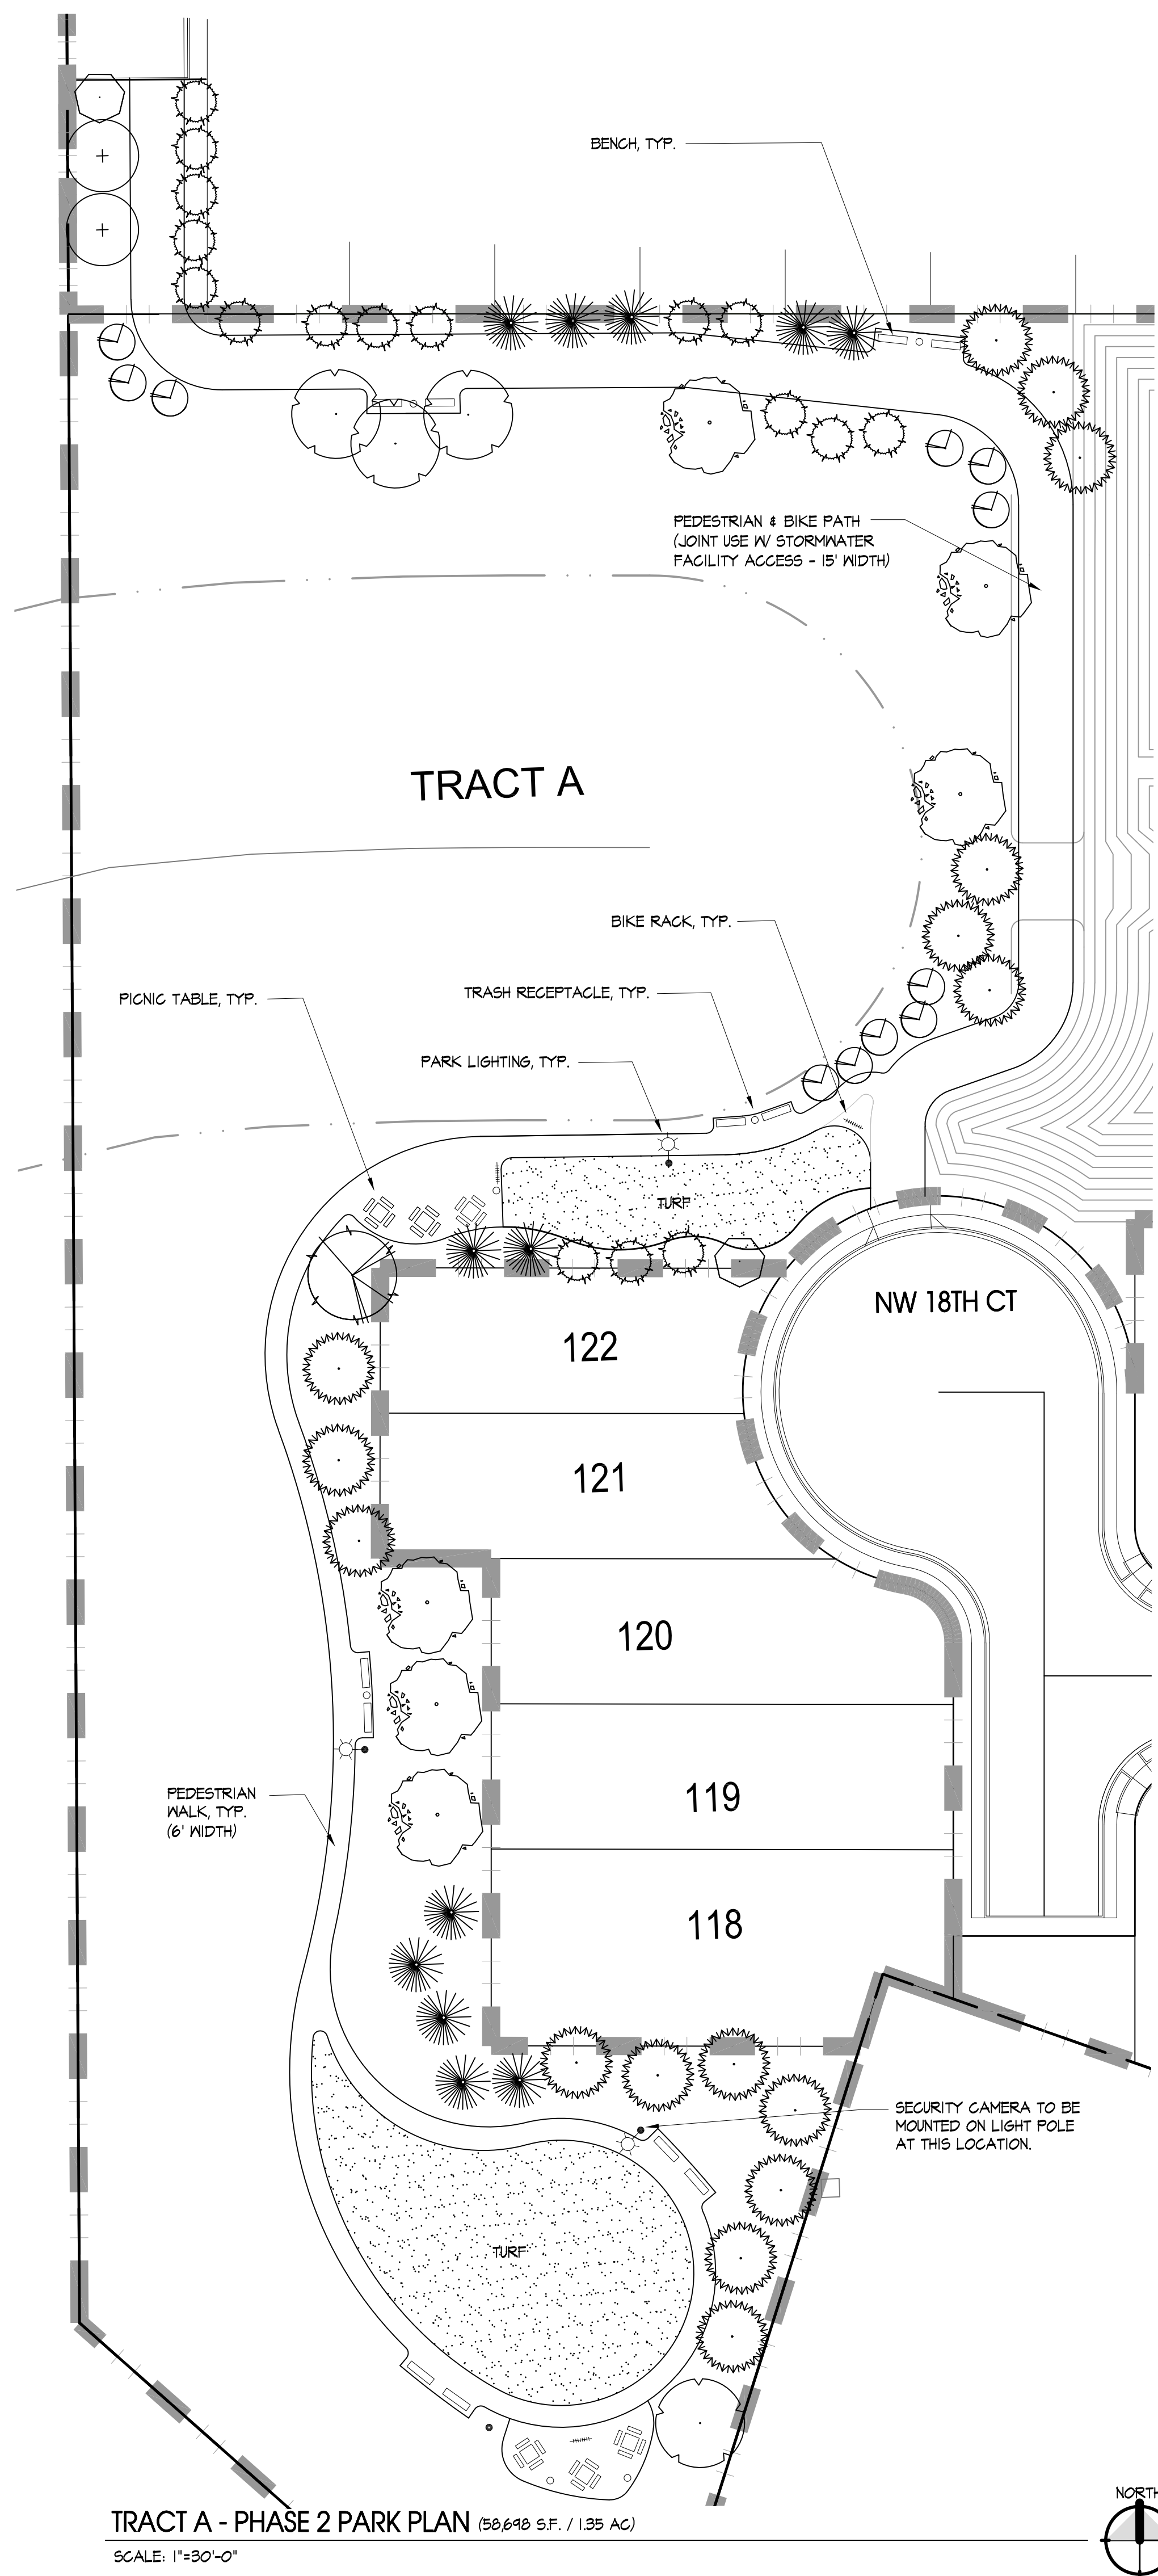 BENCH, TYP.
PEDESTRIAN & BIKE PATH
(JOINT USE W/ STORMWATER
FACILITY ACCESS - 15' WIDTH)
TRACT A
BIKE RACK, TYP.
TRASH RECEPTACLE, TYP.
PICNIC TABLE, TYP.
PARK LIGHTING, TYP.
TURF
NW 18TH CT
122
121
120
119
118
PEDESTRIAN
WALK, TYP.
(6' WIDTH)
SECURITY CAMERA TO BE
MOUNTED ON LIGHT POLE
AT THIS LOCATION.
TURF
NORTH
TRACT A - PHASE 2 PARK PLAN (58,698 S.F. / 1.35 AC)
SCALE: 1"=30'-0"